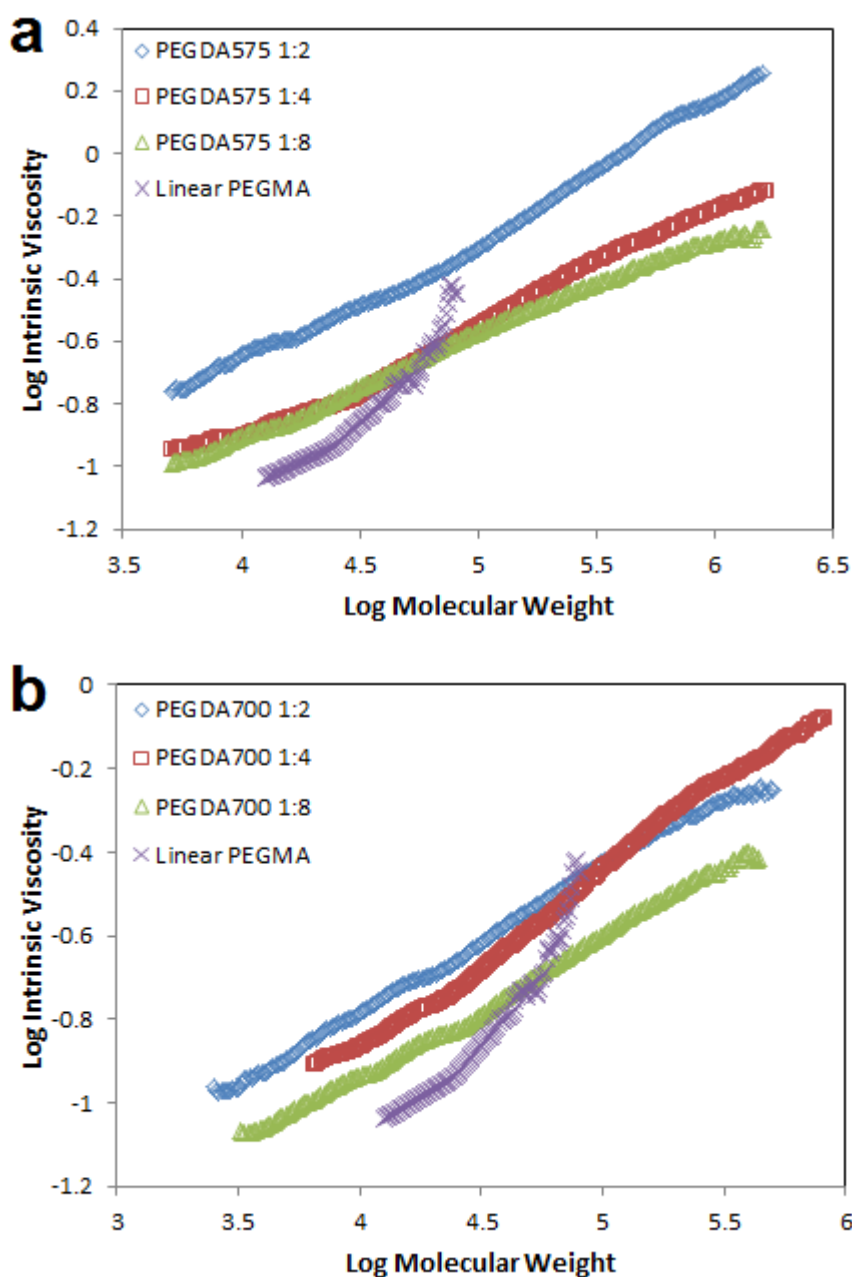 a
0.4
0.2
0
-0.2
-0.4
-0.6
-0.8
-1
-1.2
Log Intrinsic Viscosity
PEGDA575 1:2
PEGDA575 1:4
PEGDA575 1:8
Linear PEGMA
3.5 4 4.5 5 5.5 6 6.5
Log Molecular Weight
b
0
-0.2
-0.4
-0.6
-0.8
-1
-1.2
Log Intrinsic Viscosity
PEGDA700 1:2
PEGDA700 1:4
PEGDA700 1:8
Linear PEGMA
3 3.5 4 4.5 5 5.5 6
Log Molecular Weight